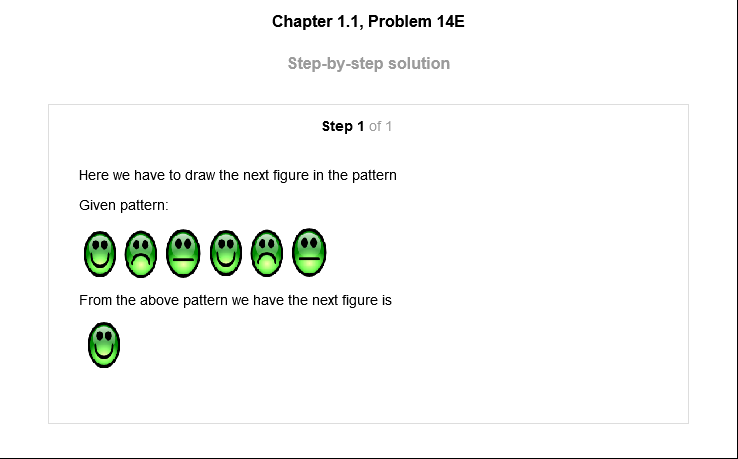 Chapter 1.1, Problem 14E
Step-by-step solution
Step 1 of 1
Here we have to draw the next figure in the pattern
Given pattern:
From the above pattern we have the next figure is